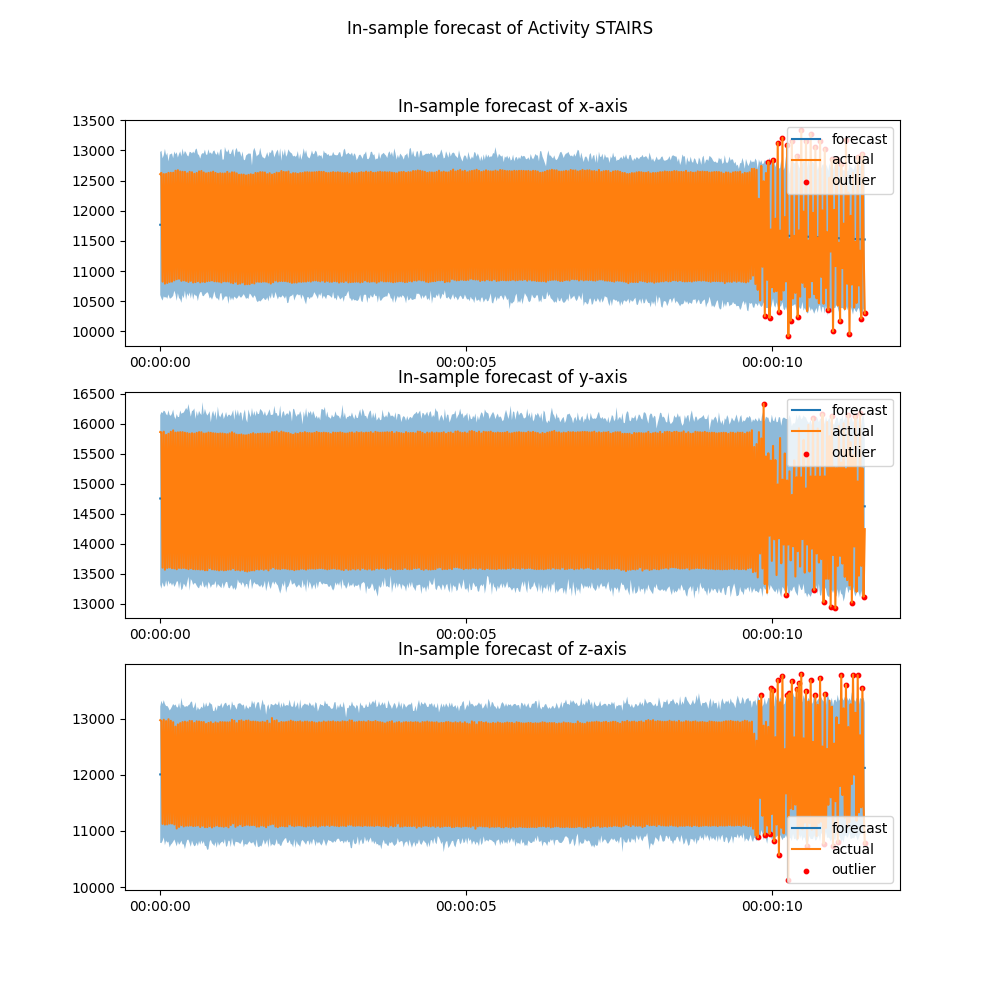 In-sample forecast of Activity STAIRS
In-sample forecast of x-axis
13500
13000
12500
12000
11500
11000
10500
10000
forecast
actual
outlier
00:00:00 00:00:05 00:00:10
In-sample forecast of y-axis
16500
16000
15500
15000
14500
14000
13500
13000
forecast
actual
outlier
00:00:00 00:00:05 00:00:10
In-sample forecast of z-axis
13000
12000
11000
10000
forecast
actual
outlier
00:00:00 00:00:05 00:00:10